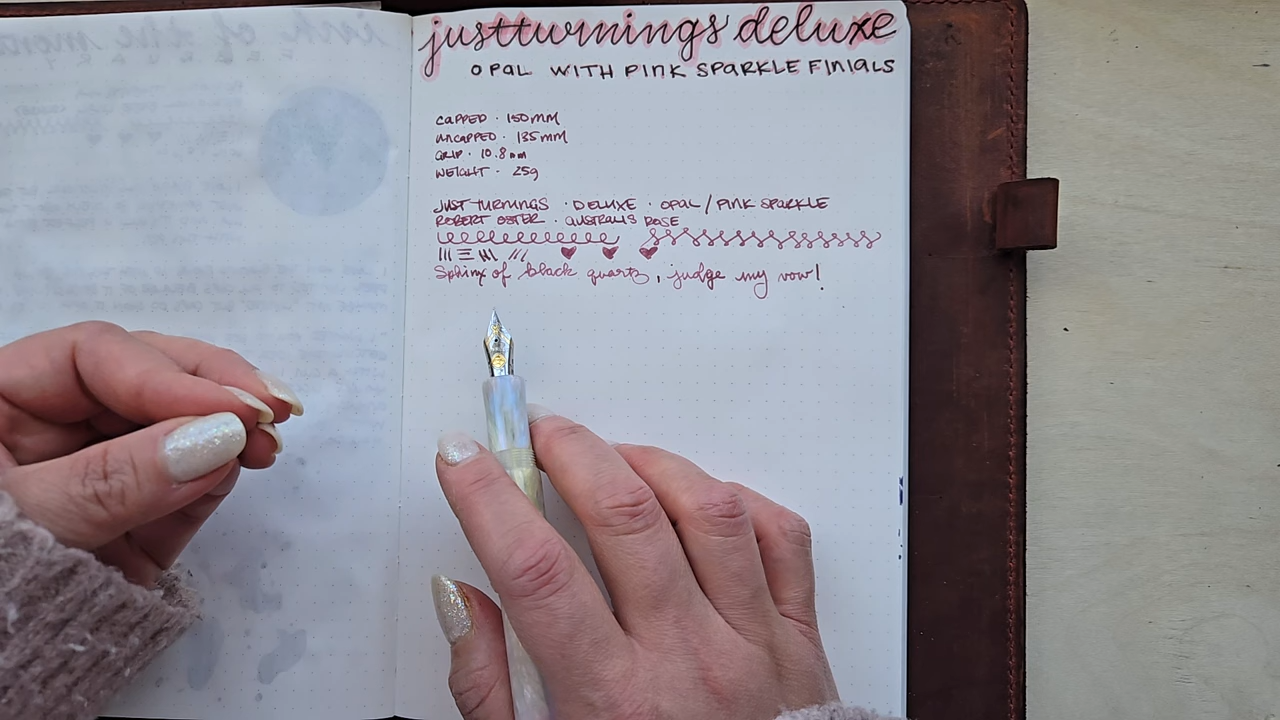 justturnings deluxe
OPAL WITH PINK SPARKLE FINIALS
CAPPED · 150mm
UNCAPPED · 135mm
GRIP · 10.8mm
WEIGHT · 25g
JUST TURNINGS · DELUXE · OPAL / PINK SPARKLE
ROBERT OSTER · AUSTRALIS ROSE
Sphinx of black quartz, judge my vow!